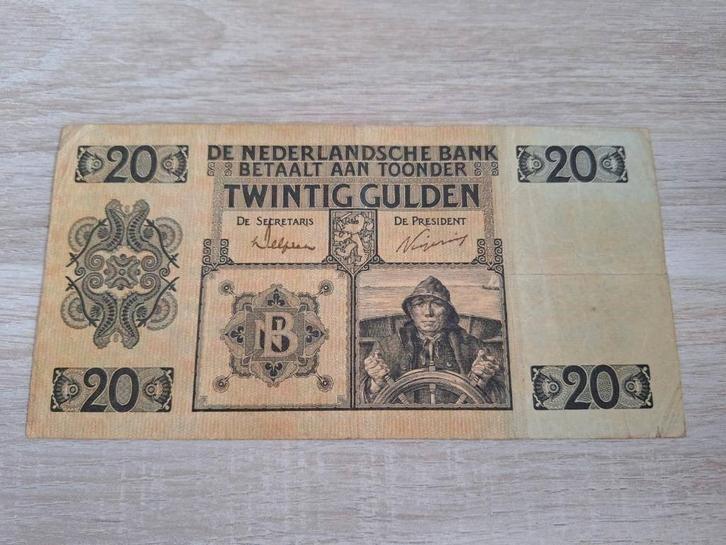 20 DE NEDERLANDSCHE BANK 20
BETAALT AAN TOONDER
TWINTIG GULDEN
DE SECRETARIS DE PRESIDENT
NB
20 20